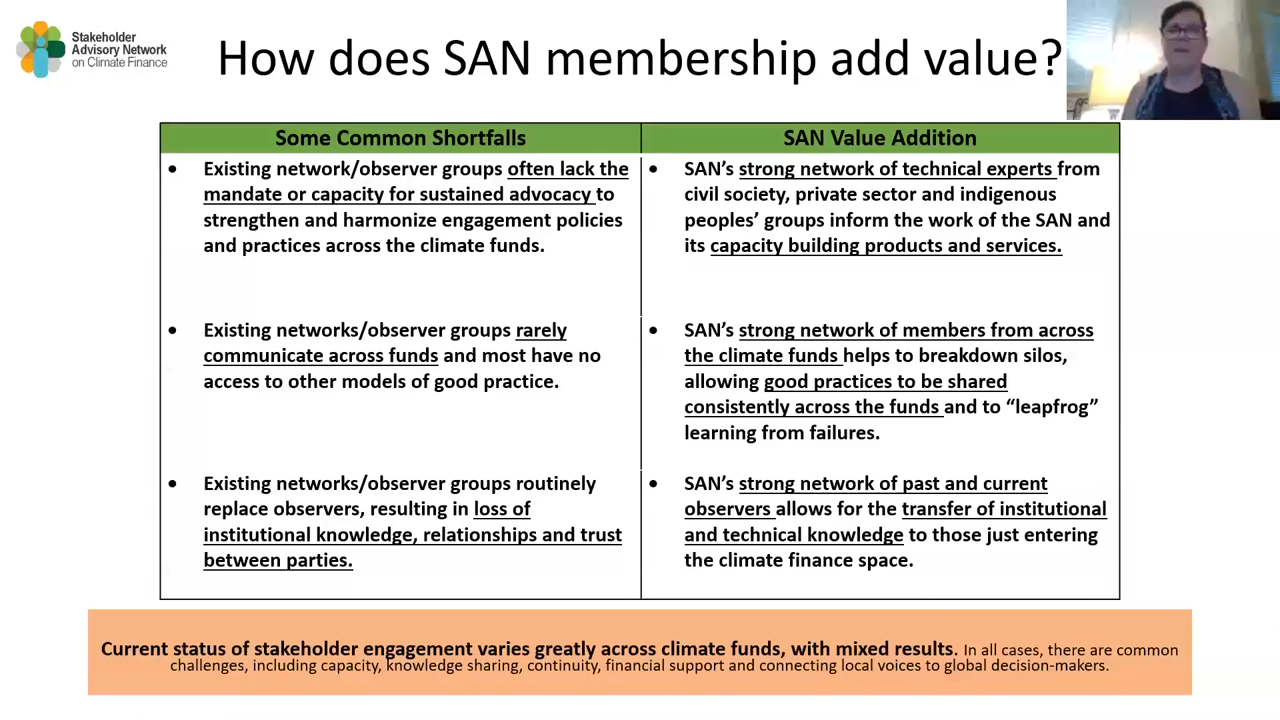 Stakeholder
Advisory Network
on Climate Finance
How does SAN membership add value?
Some Common Shortfalls
SAN Value Addition
• Existing network/observer groups often lack the
mandate or capacity for sustained advocacy to
strengthen and harmonize engagement policies
and practices across the climate funds.
• SAN's strong network of technical experts from
civil society, private sector and indigenous
peoples' groups inform the work of the SAN and
its capacity building products and services.
• Existing networks/observer groups rarely
communicate across funds and most have no
access to other models of good practice.
• SAN's strong network of members from across
the climate funds helps to breakdown silos,
allowing good practices to be shared
consistently across the funds and to “leapfrog”
learning from failures.
• Existing networks/observer groups routinely
replace observers, resulting in loss of
institutional knowledge, relationships and trust
between parties.
• SAN's strong network of past and current
observers allows for the transfer of institutional
and technical knowledge to those just entering
the climate finance space.
Current status of stakeholder engagement varies greatly across climate funds, with mixed results. In all cases, there are common
challenges, including capacity, knowledge sharing, continuity, financial support and connecting local voices to global decision-makers.